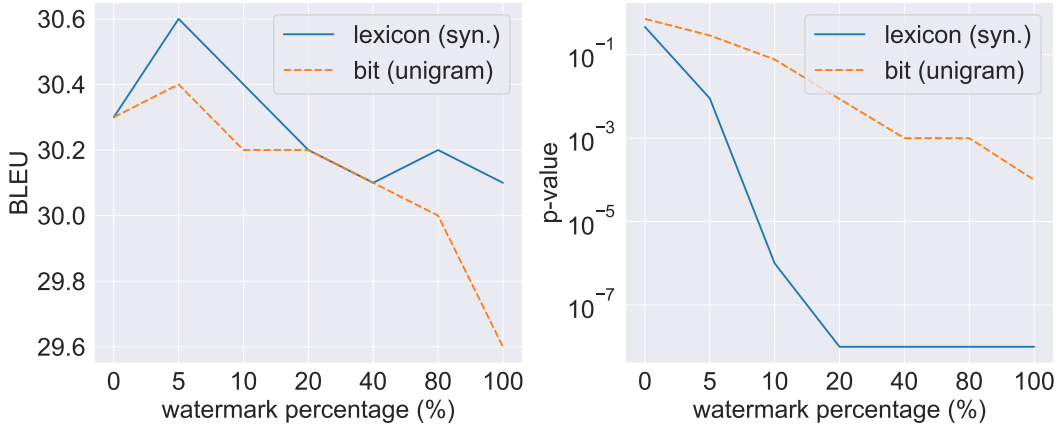 30.6
30.4
30.2
30.0
29.8
29.6
BLEU
0 5 10 20 40 80 100
watermark percentage (%)
lexicon (syn.)
bit (unigram)
10−1
10−3
10−5
10−7
p-value
0 5 10 20 40 80 100
watermark percentage (%)
lexicon (syn.)
bit (unigram)